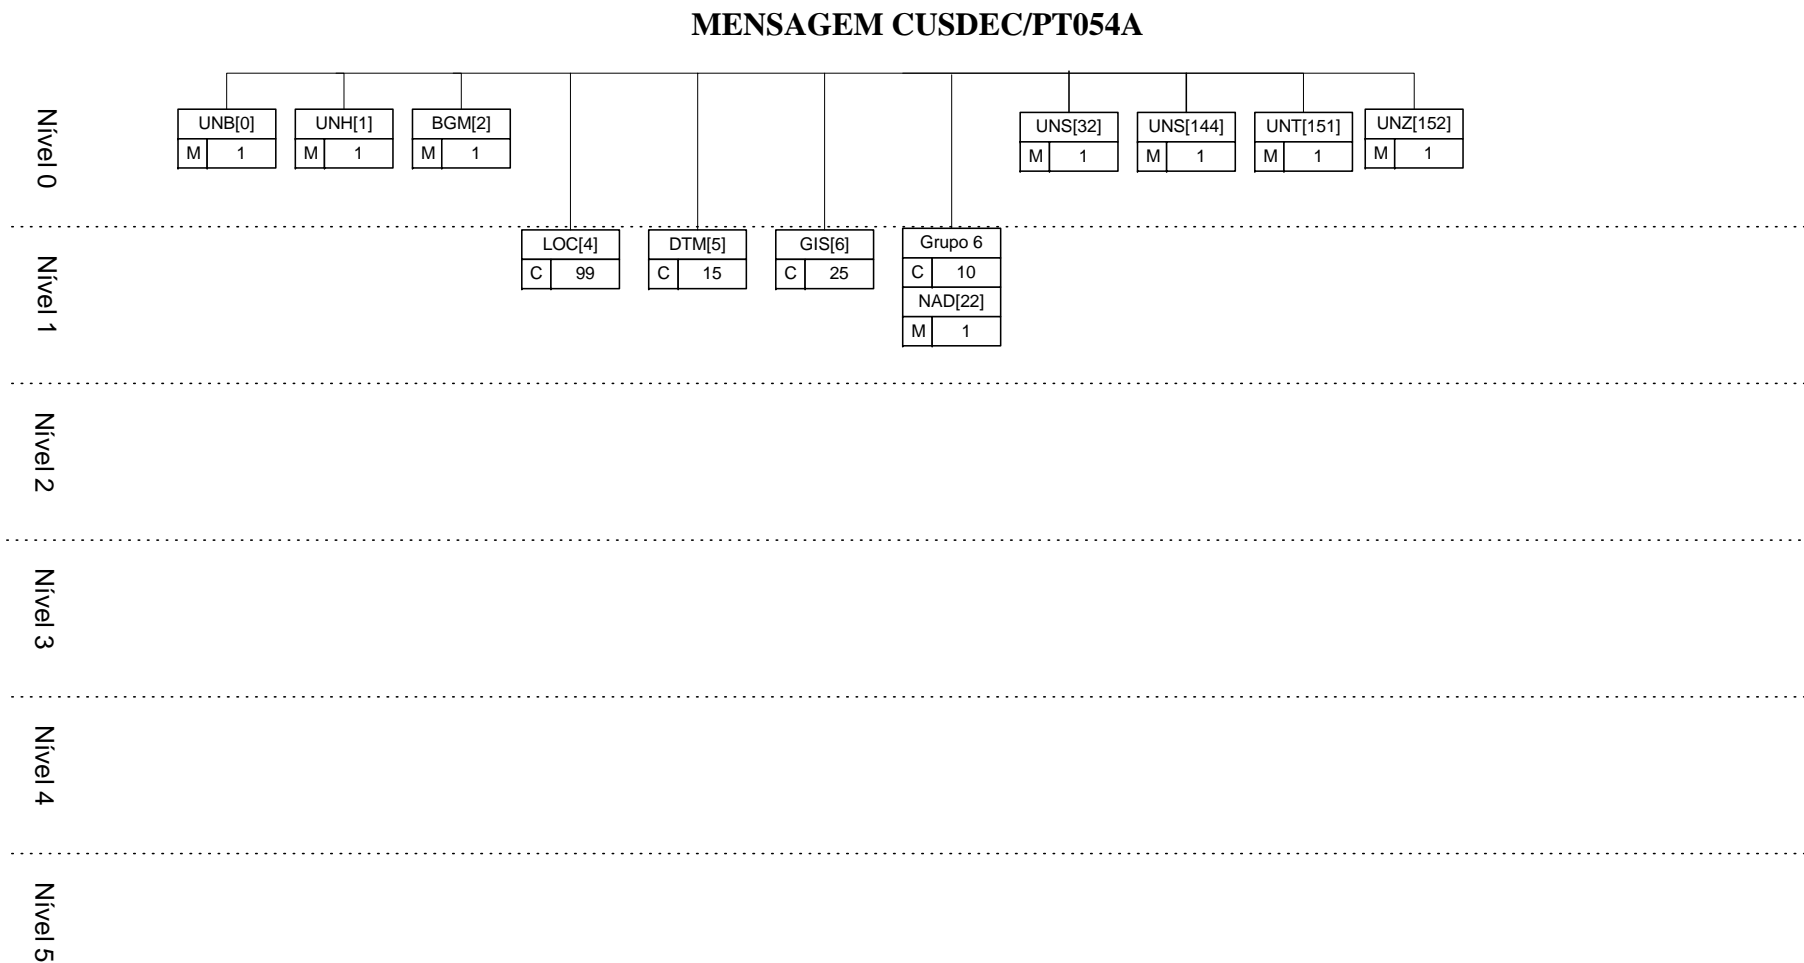 MENSAGEM CUSDEC/PT054A
Nível 0
UNB[0]
M 1
UNH[1]
M 1
BGM[2]
M 1
UNS[32]
M 1
UNS[144]
M 1
UNT[151]
M 1
UNZ[152]
M 1
Nível 1
LOC[4]
C 99
DTM[5]
C 15
GIS[6]
C 25
Grupo 6
C 10
NAD[22]
M 1
Nível 2
Nível 3
Nível 4
Nível 5